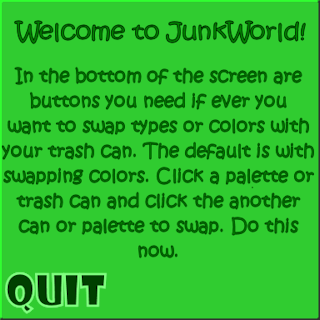 Welcome to JunkWorld!
In the bottom of the screen are
buttons you need if ever you
want to swap types or colors with
your trash can. The default is with
swapping colors. Click a palette or
trash can and click the another
can or palette to swap. Do this
now.
QUIT